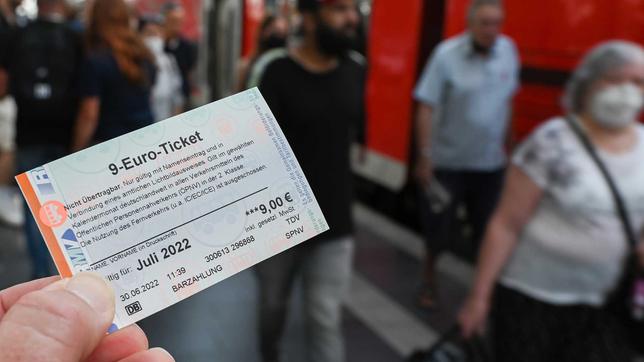 9-Euro-Ticket
Nicht Übertragbar. Nur gültig mit Namenseintrag und in
Verbindung eines amtlichen Lichtbildausweises. Gilt im gewählten
Kalendermonat deutschland in allen Verkehrsmitteln des
Öffentlichen Personennahverkehrs (ÖPNV) in der 2. Klasse.
Die Nutzung des Fernverkehrs (u.a. IC/EC/ICE) ist ausgeschlossen.
NAME, VORNAME (in Druckschrift)
***9,00 €
inkl. gesetzl. MwSt.
gültig für: Juli 2022
30.06.2022 11:39
300613 296868 TDV
DB
BARZAHLUNG
SPNV